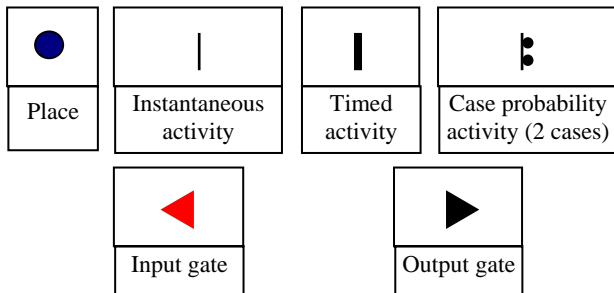 Place
Instantaneous
activity
Timed
activity
Case probability
activity (2 cases)
Input gate
Output gate